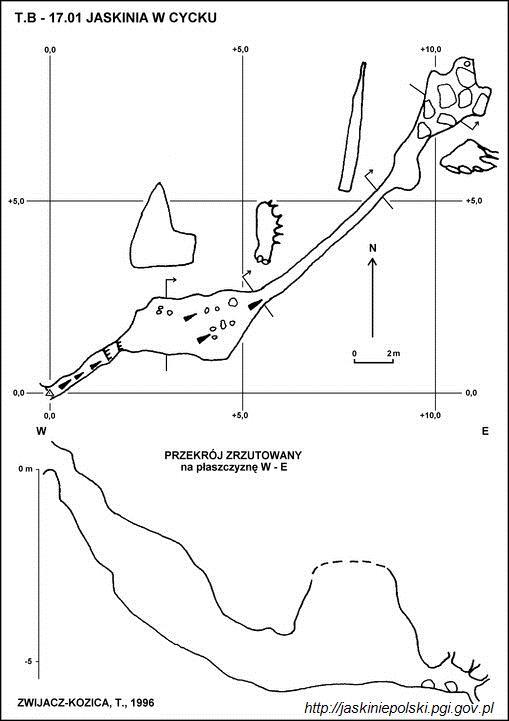 T.B - 17.01 JASKINIA W CYCKU
0,0 +5,0 +10,0
+5,0 +5,0
N
0 2 m
0,0 0,0
0,0 +5,0 +10,0
W E
PRZEKRÓJ ZRZUTOWANY
na płaszczyznę W - E
0 m
-5
ZWIJACZ-KOZICA, T., 1996
http://jaskiniepolski.pgi.gov.pl